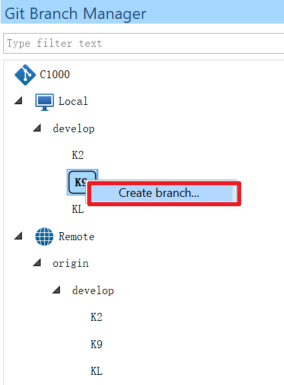 Git Branch Manager
Type filter text
C1000
Local
develop
K2
K9
Create branch...
KL
Remote
origin
develop
K2
K9
KL